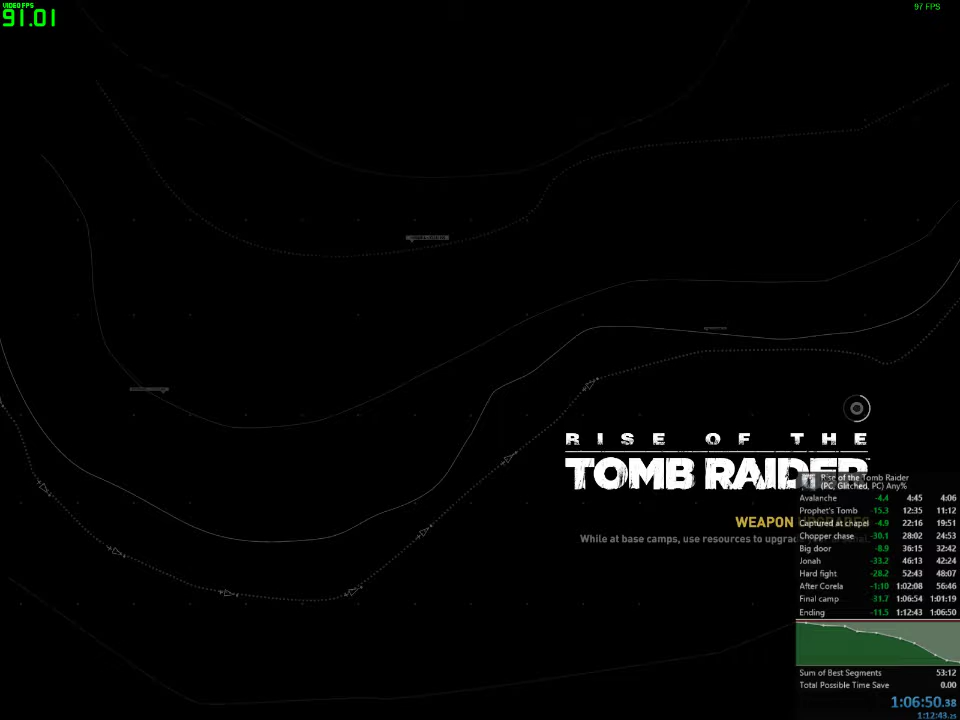 VIDEO FPS
91.01
97 FPS
RISE OF THE
TOMB RAIDER
WEAPON
While at base camps, use resources to
Rise of the Tomb Raider
(PC, Glitched, PC) Any%
Avalanche -4.4 4:45 4:06
Prophet's Tomb -15.3 12:35 11:12
Captured at chapel -4.9 22:16 19:51
Chopper chase -30.1 28:02 24:53
Big door -8.9 36:15 32:42
Jonah -33.2 46:13 42:24
Hard fight -28.2 52:43 48:07
After Corela -1:10 1:02:08 56:46
Final camp -31.7 1:06:54 1:01:19
Ending -11.5 1:12:43 1:06:50
Sum of Best Segments 53:12
Total Possible Time Save 0.00
1:06:50.38
1:12:43.25